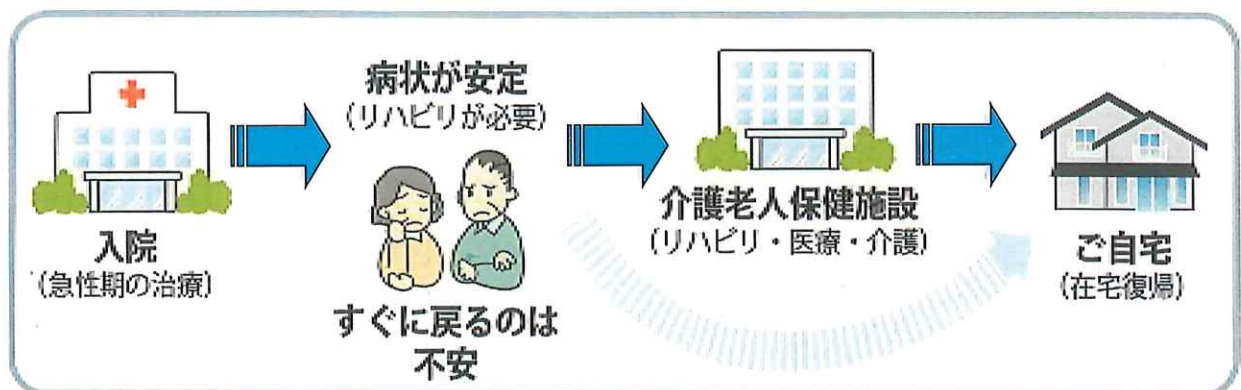 入院
(急性期の治療)
病状が安定
(リハビリが必要)
すぐに戻るのは
不安
介護老人保健施設
(リハビリ・医療・介護)
ご自宅
(在宅復帰)